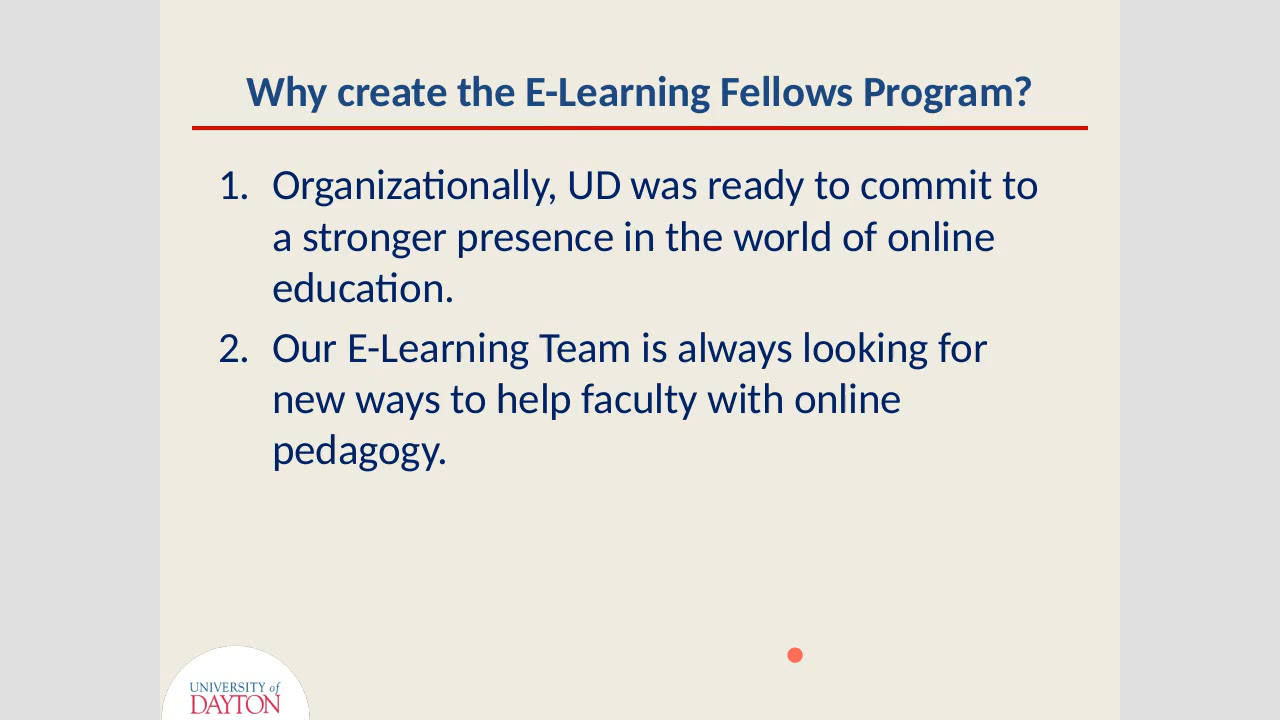 Why create the E-Learning Fellows Program?
1. Organizationally, UD was ready to commit to
a stronger presence in the world of online
education.
2. Our E-Learning Team is always looking for
new ways to help faculty with online
pedagogy.
UNIVERSITY of
DAYTON